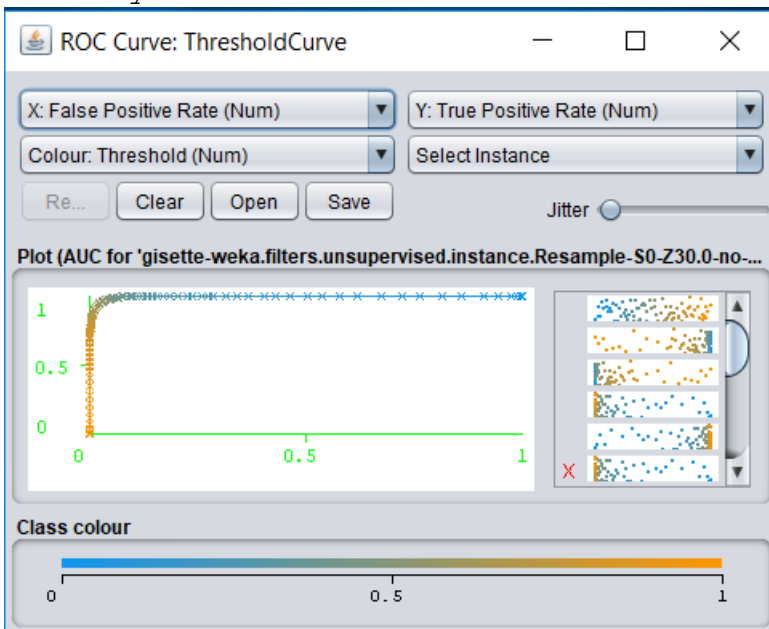 ROC Curve: ThresholdCurve
X: False Positive Rate (Num) Y: True Positive Rate (Num)
Colour: Threshold (Num) Select Instance
Re... Clear Open Save Jitter
Plot (AUC for 'gisette-weka.filters.unsupervised.instance.Resample-S0-Z30.0-no-...
1
0.5
0
0 0.5 1
X
Class colour
0 0.5 1